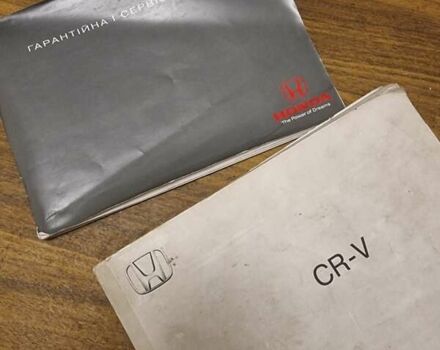 ГАРАНТІЙНА І СЕРВІС
HONDA
The Power of Dreams
CR-V